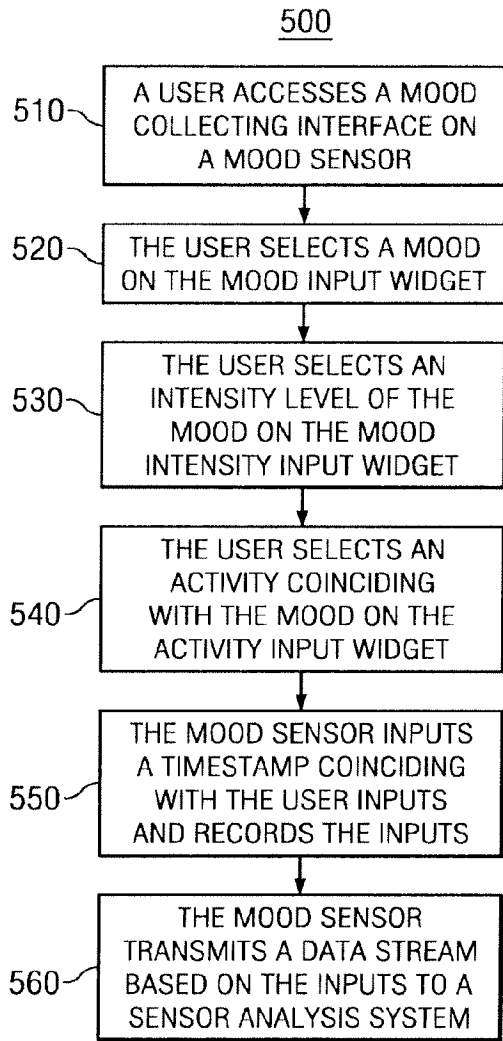 500
510
A USER ACCESSES A MOOD
COLLECTING INTERFACE ON
A MOOD SENSOR
520
THE USER SELECTS A MOOD
ON THE MOOD INPUT WIDGET
530
THE USER SELECTS AN
INTENSITY LEVEL OF THE
MOOD ON THE MOOD
INTENSITY INPUT WIDGET
540
THE USER SELECTS AN
ACTIVITY COINCIDING
WITH THE MOOD ON THE
ACTIVITY INPUT WIDGET
550
THE MOOD SENSOR INPUTS
A TIMESTAMP COINCIDING
WITH THE USER INPUTS
AND RECORDS THE INPUTS
560
THE MOOD SENSOR
TRANSMITS A DATA STREAM
BASED ON THE INPUTS TO A
SENSOR ANALYSIS SYSTEM